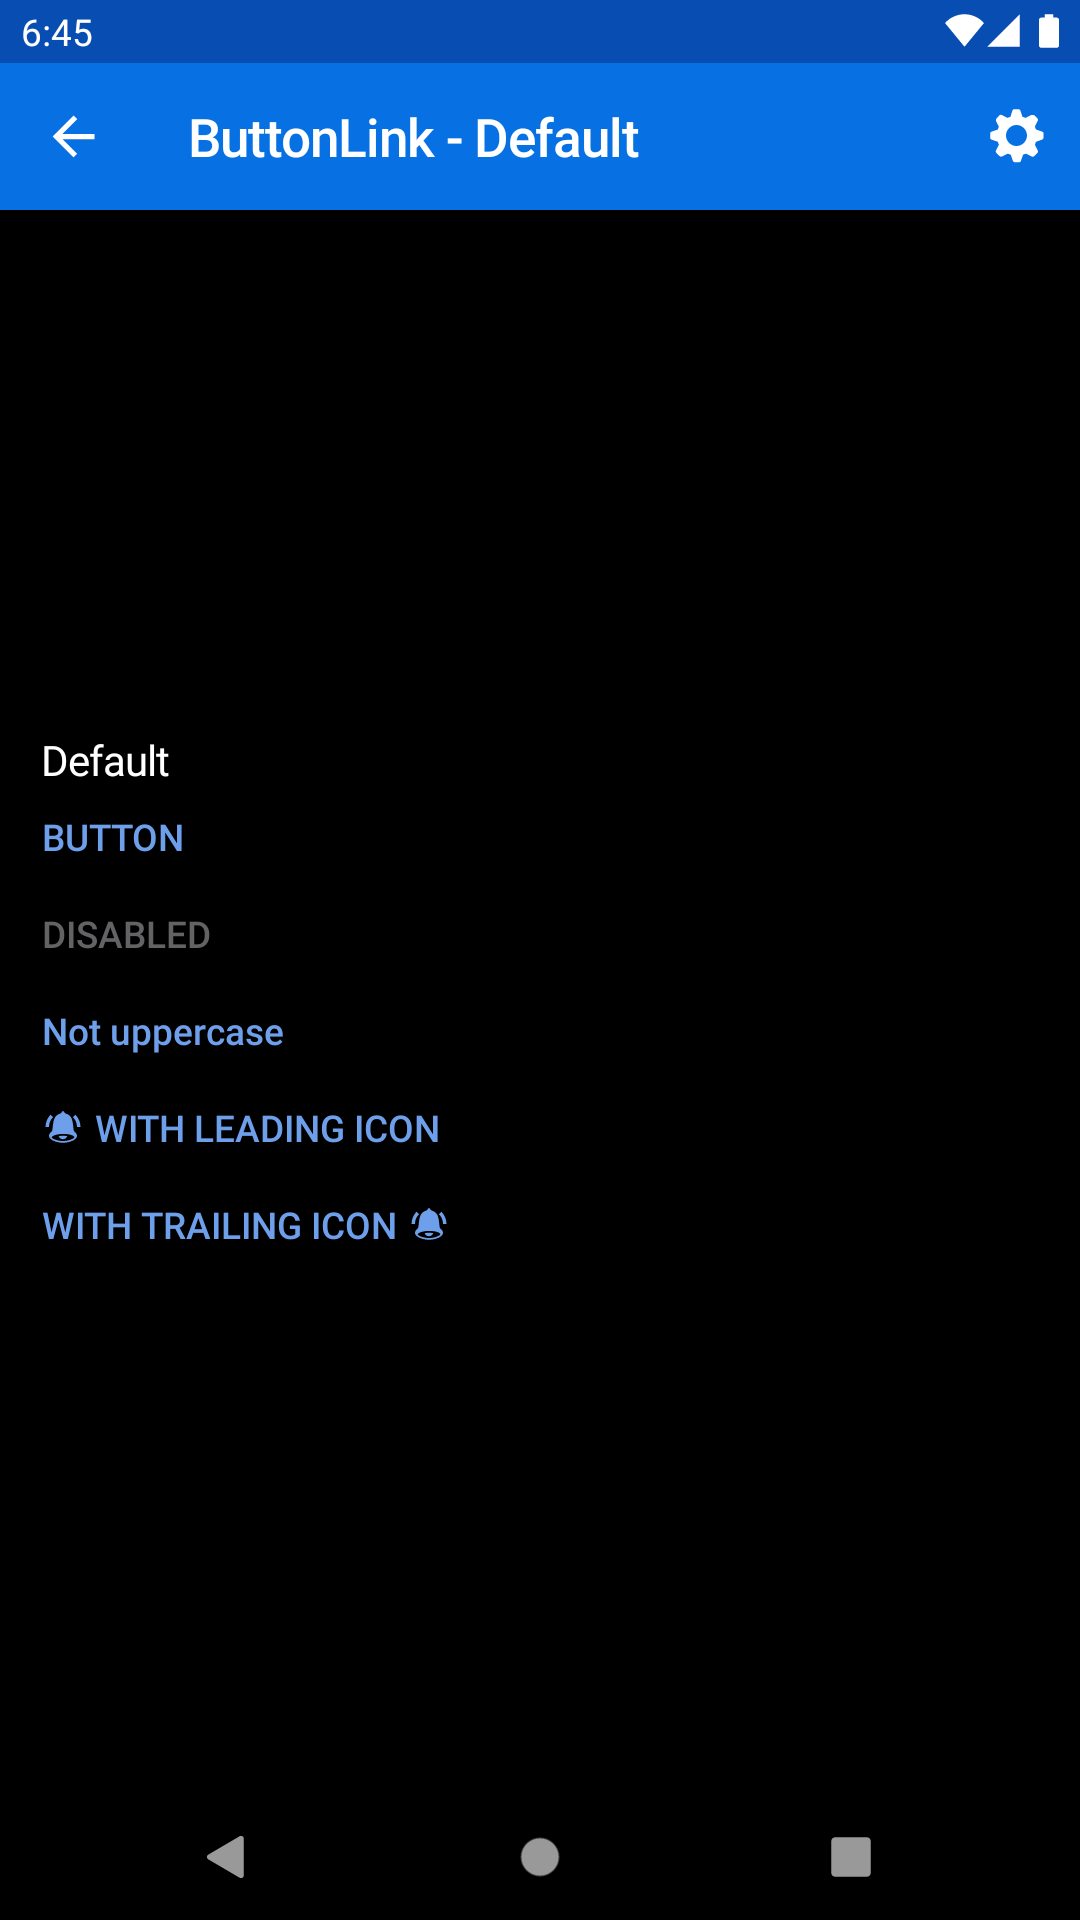 6:45
ButtonLink - Default
Default
BUTTON
DISABLED
Not uppercase
WITH LEADING ICON
WITH TRAILING ICON